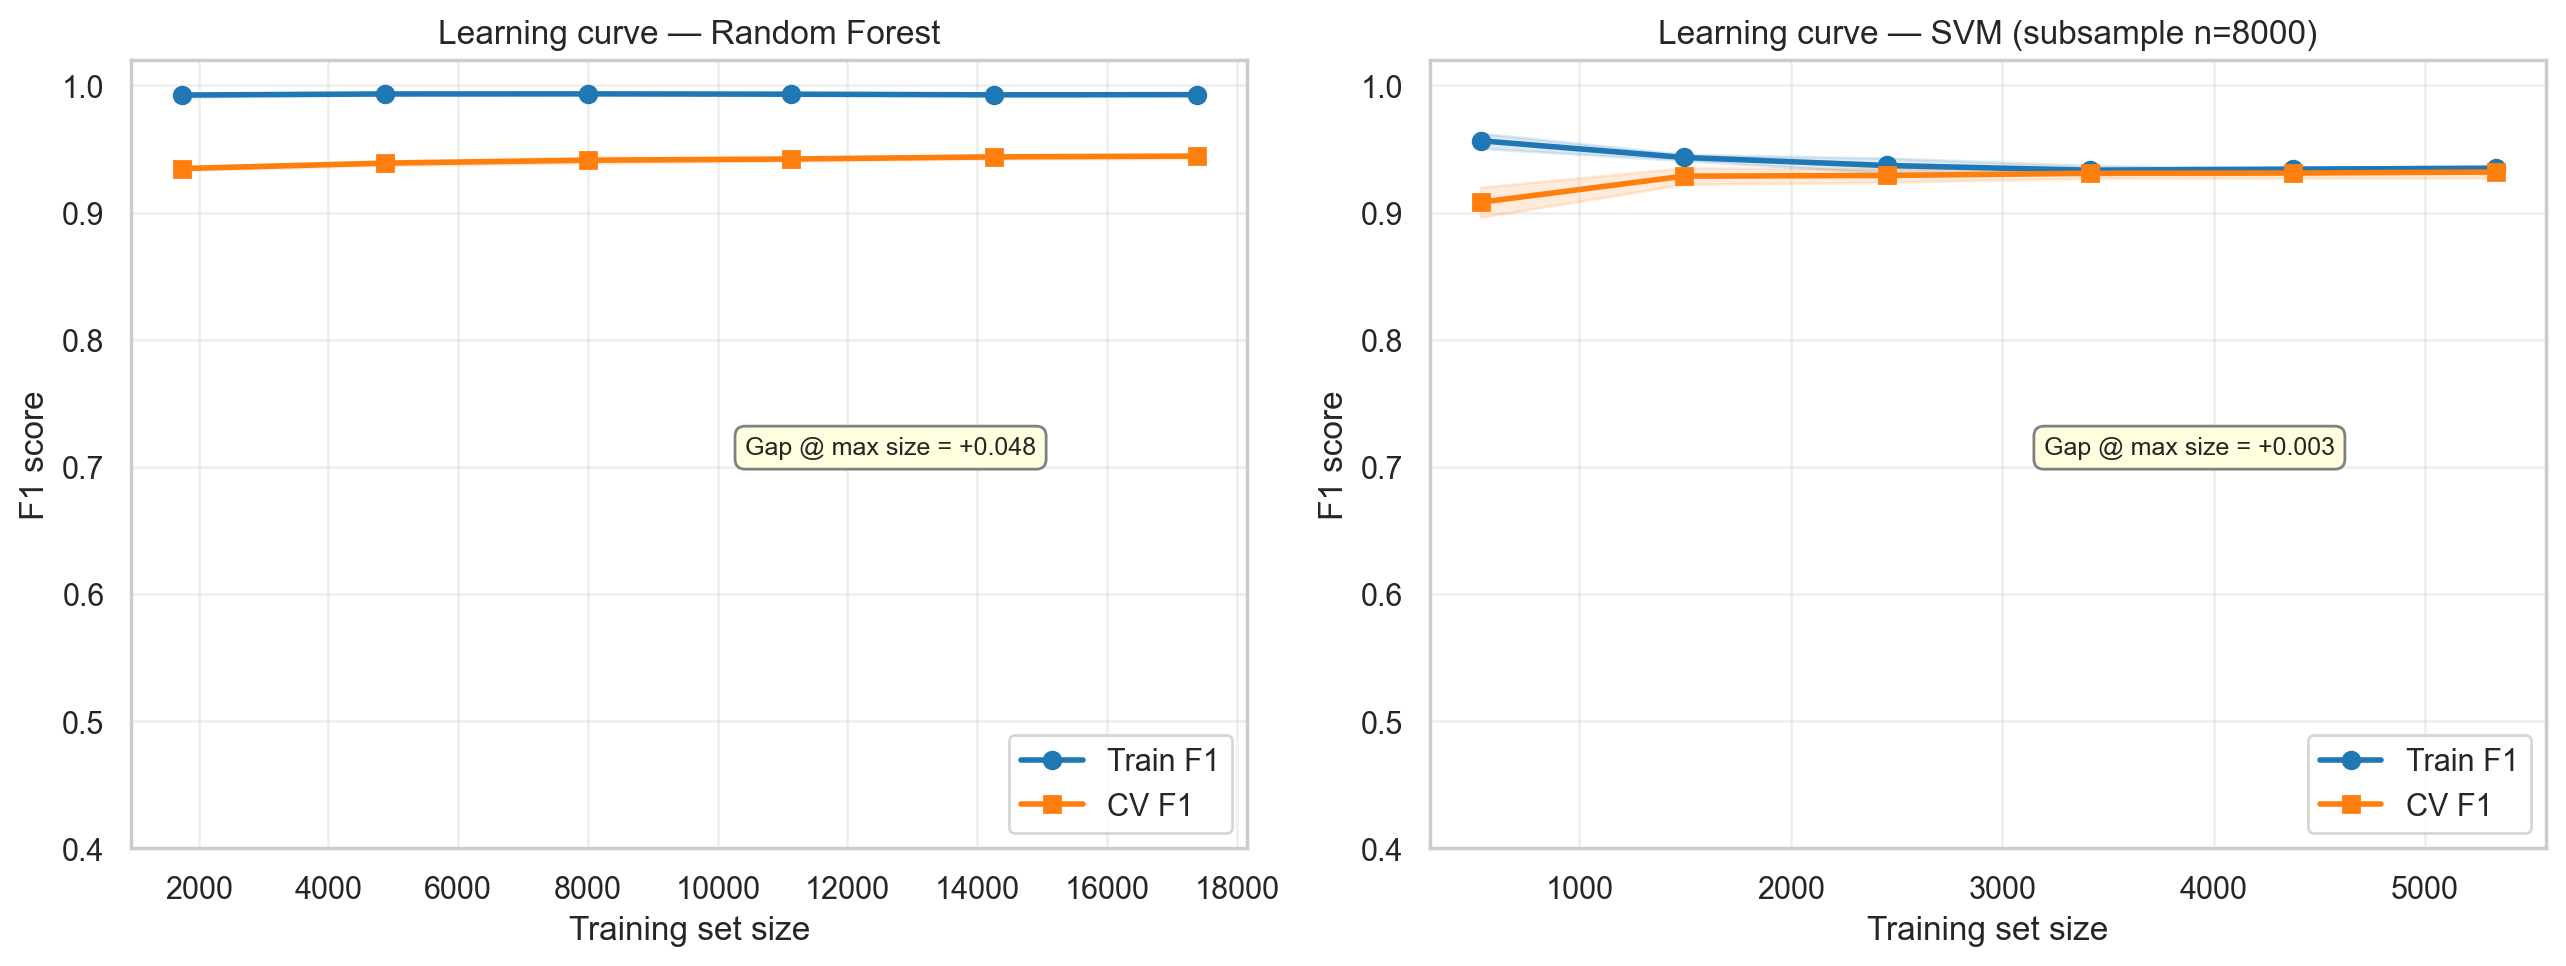 Learning curve — Random Forest
F1 score
1.0
0.9
0.8
0.7
0.6
0.5
0.4
Gap @ max size = +0.048
Train F1
CV F1
2000 4000 6000 8000 10000 12000 14000 16000 18000
Training set size
Learning curve — SVM (subsample n=8000)
F1 score
1.0
0.9
0.8
0.7
0.6
0.5
0.4
Gap @ max size = +0.003
Train F1
CV F1
1000 2000 3000 4000 5000
Training set size